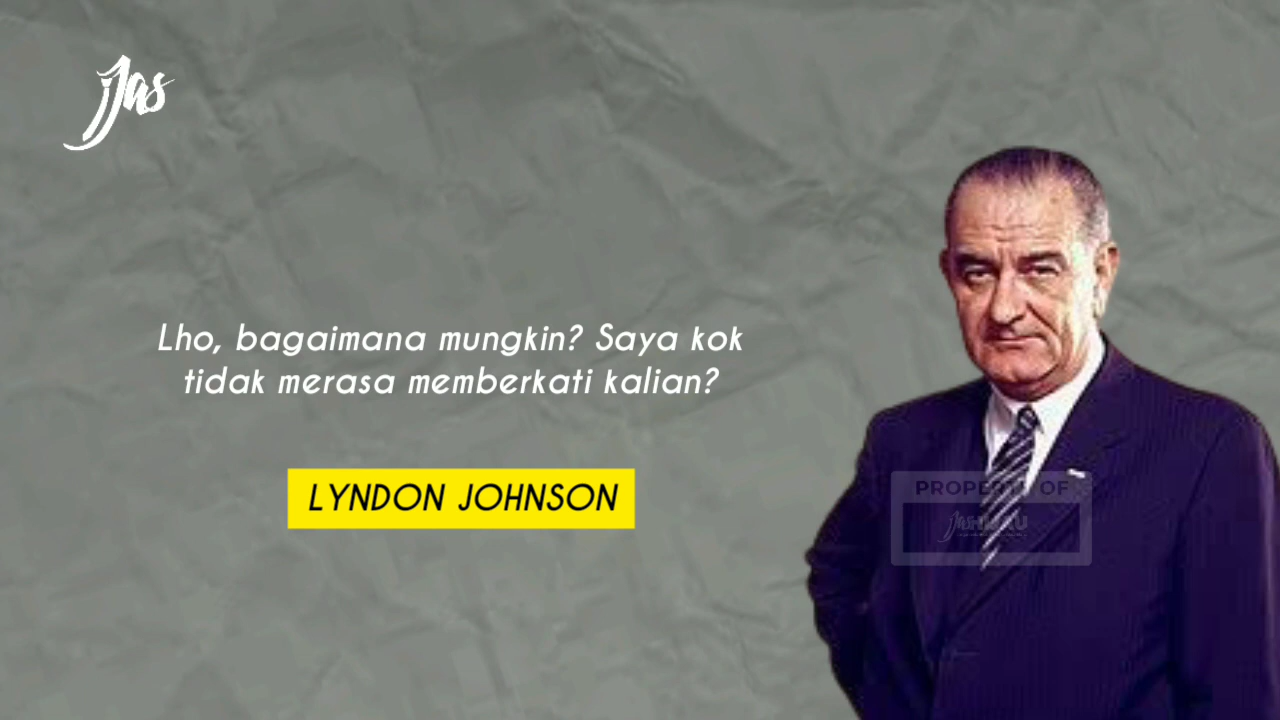 Jas
Lho, bagaimana mungkin? Saya kok
tidak merasa memberkati kalian?
LYNDON JOHNSON
PROPERTY OF